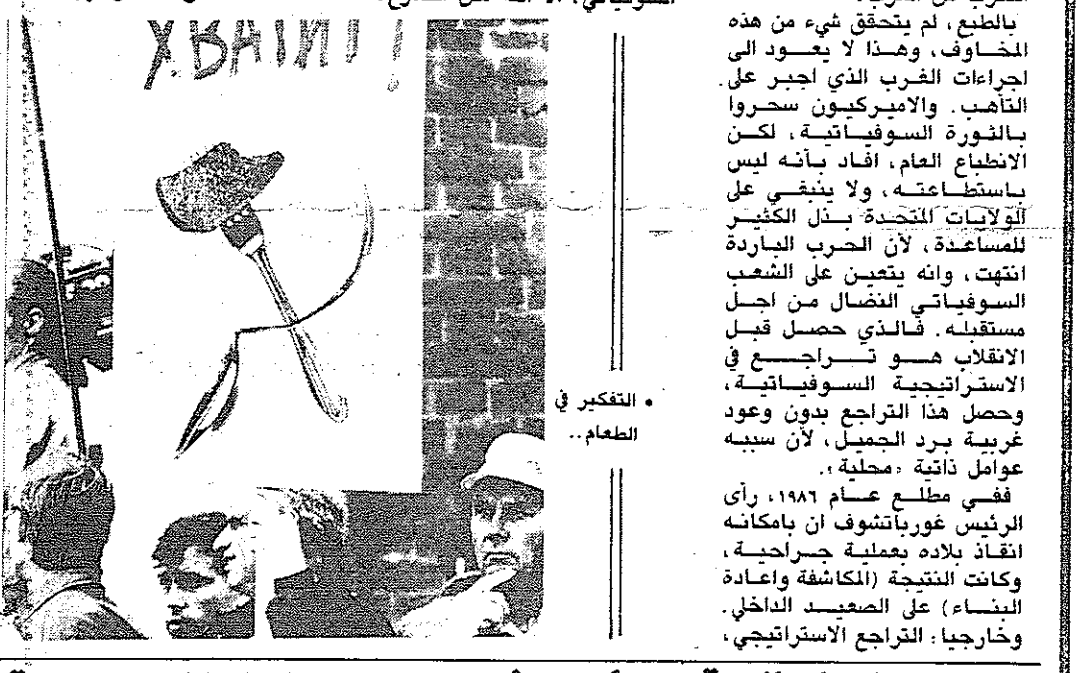 بالطبع، لم يتحقق شيء من هذه
المخاوف، وهذا لا يعود الى
اجراءات الغرب الذي اجبر على
التأهب. والاميركيون سحروا
بالثورة السوفياتية، لكن
الانطباع العام، افاد بأنه ليس
باستطاعته، ولا ينبغي على
الولايات المتحدة بذل الكثير
للمساعدة، لأن الحرب الباردة
انتهت، وانه يتعين على الشعب
السوفياتي النضال من اجل
مستقبله. فالذي حصل قبل
الانقلاب هو تراجع في
الاستراتيجية السوفياتية،
وحصل هذا التراجع بدون وعود
غربية برد الجميل، لأن سببه
عوامل ذاتية «محلية».
ففي مطلع عام ١٩٨٦، رأى
الرئيس غورباتشوف ان بامكانه
انقاذ بلاده بعملية جراحية،
وكانت النتيجة (المكاشفة واعادة
البناء) على الصعيد الداخلي.
وخارجيا: التراجع الاستراتيجي،
• التفكير في
الطعام..